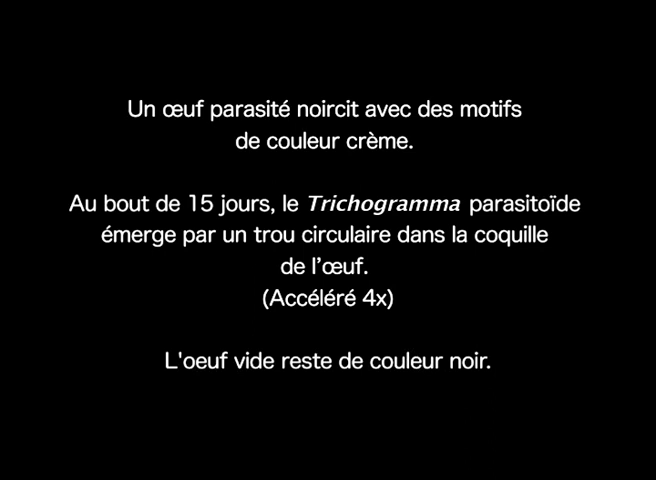 Un œuf parasité noircit avec des motifs
de couleur crème.
Au bout de 15 jours, le Trichogramma parasitoïde
émerge par un trou circulaire dans la coquille
de l’œuf.
(Accéléré 4x)
L'oeuf vide reste de couleur noir.